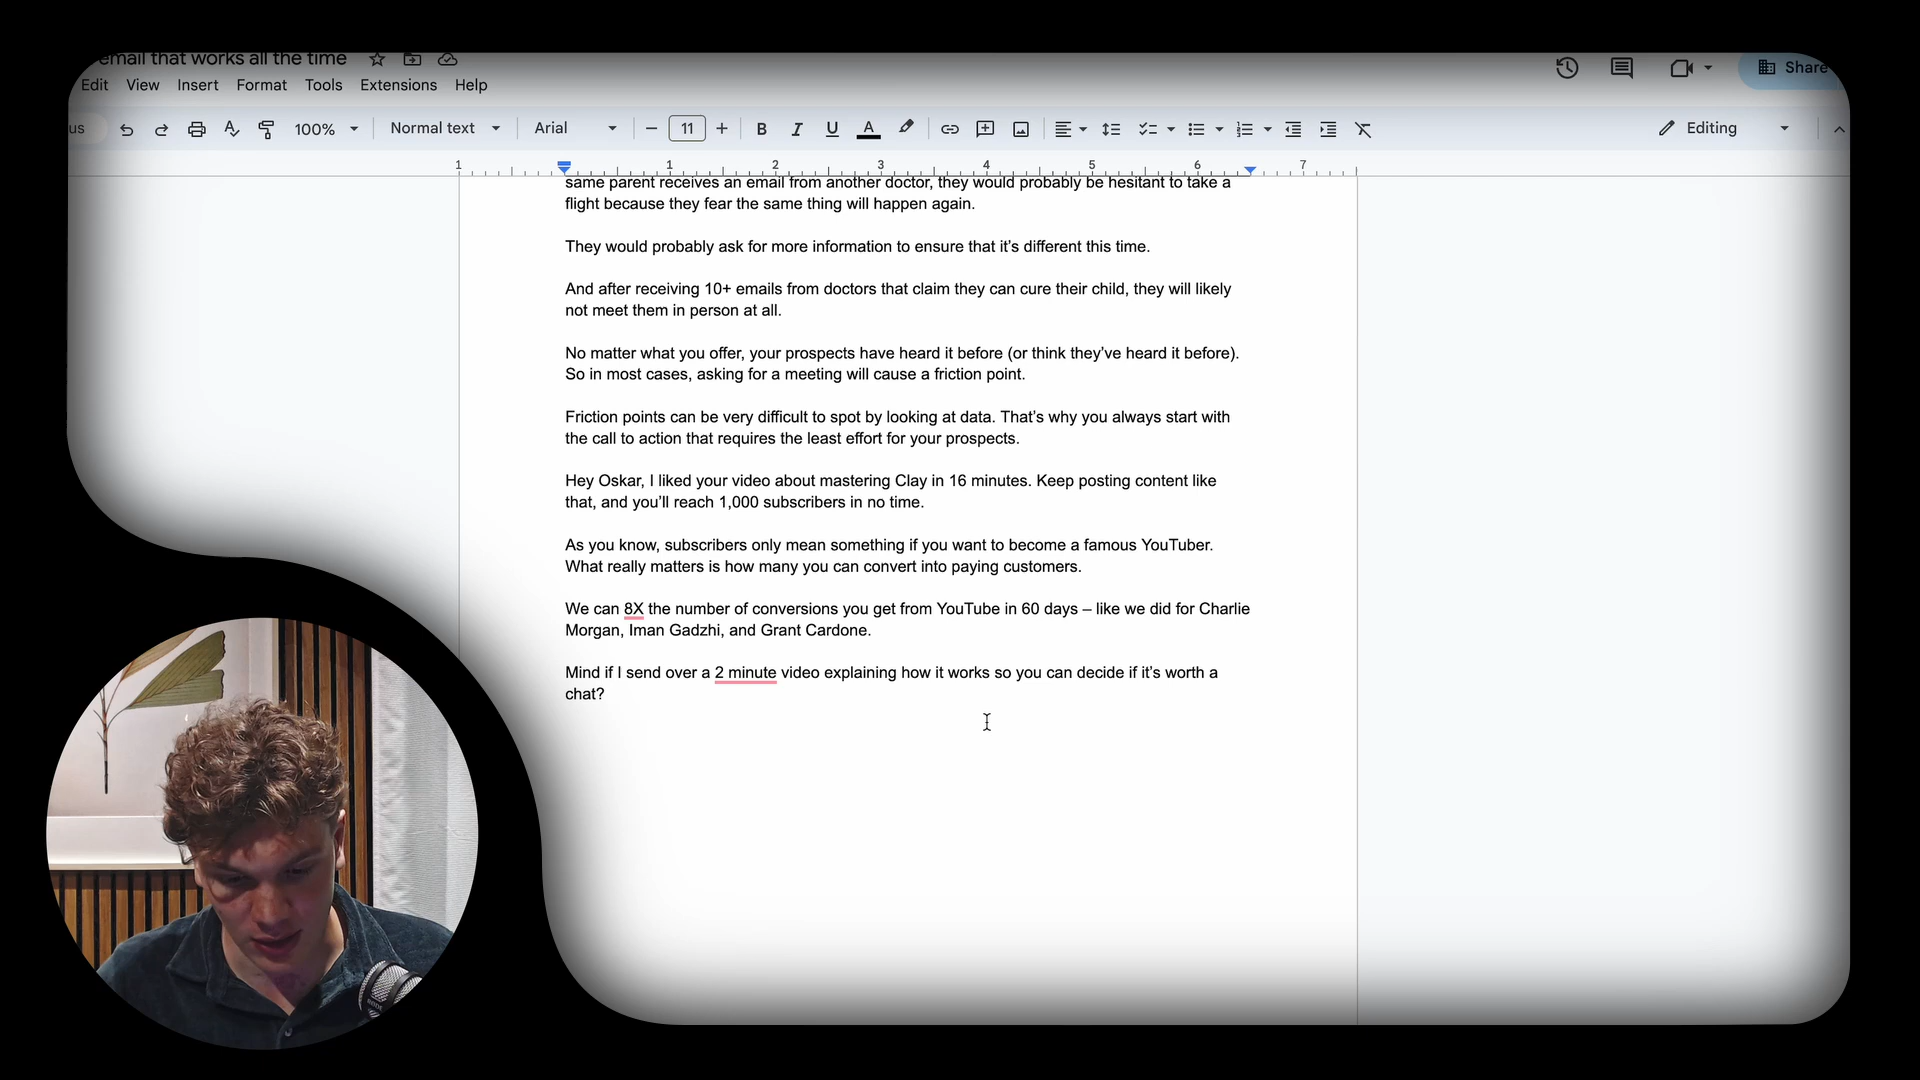 email that works all the time
Edit View Insert Format Tools Extensions Help
Share
us 100% Normal text Arial 11 B I U A Editing
1 1 2 3 4 5 6 7
same parent receives an email from another doctor, they would probably be hesitant to take a
flight because they fear the same thing will happen again.
They would probably ask for more information to ensure that it’s different this time.
And after receiving 10+ emails from doctors that claim they can cure their child, they will likely
not meet them in person at all.
No matter what you offer, your prospects have heard it before (or think they’ve heard it before).
So in most cases, asking for a meeting will cause a friction point.
Friction points can be very difficult to spot by looking at data. That’s why you always start with
the call to action that requires the least effort for your prospects.
Hey Oskar, I liked your video about mastering Clay in 16 minutes. Keep posting content like
that, and you’ll reach 1,000 subscribers in no time.
As you know, subscribers only mean something if you want to become a famous YouTuber.
What really matters is how many you can convert into paying customers.
We can 8X the number of conversions you get from YouTube in 60 days – like we did for Charlie
Morgan, Iman Gadzhi, and Grant Cardone.
Mind if I send over a 2 minute video explaining how it works so you can decide if it’s worth a
chat?